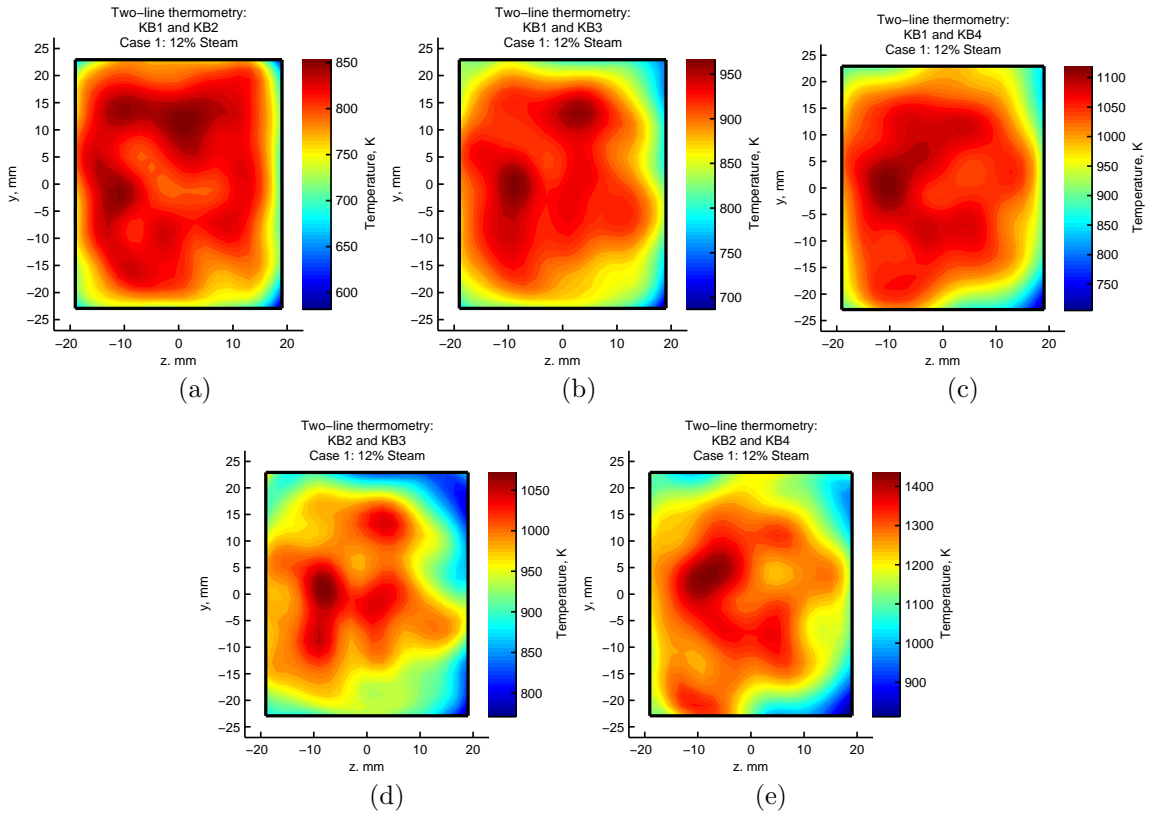 Two−line thermometry:
KB1 and KB2
Case 1: 12% Steam
25
20
15
10
5
0
−5
−10
−15
−20
−25
y, mm
−20 −10 0 10 20
z. mm
850
800
750
700
650
600
Temperature, K
(a)
Two−line thermometry:
KB1 and KB3
Case 1: 12% Steam
25
20
15
10
5
0
−5
−10
−15
−20
−25
y, mm
−20 −10 0 10 20
z. mm
950
900
850
800
750
700
Temperature, K
(b)
Two−line thermometry:
KB1 and KB4
Case 1: 12% Steam
25
20
15
10
5
0
−5
−10
−15
−20
−25
y, mm
−20 −10 0 10 20
z. mm
1100
1050
1000
950
900
850
800
750
Temperature, K
(c)
Two−line thermometry:
KB2 and KB3
Case 1: 12% Steam
25
20
15
10
5
0
−5
−10
−15
−20
−25
y, mm
−20 −10 0 10 20
z. mm
1050
1000
950
900
850
800
Temperature, K
(d)
Two−line thermometry:
KB2 and KB4
Case 1: 12% Steam
25
20
15
10
5
0
−5
−10
−15
−20
−25
y, mm
−20 −10 0 10 20
z. mm
1400
1300
1200
1100
1000
900
Temperature, K
(e)